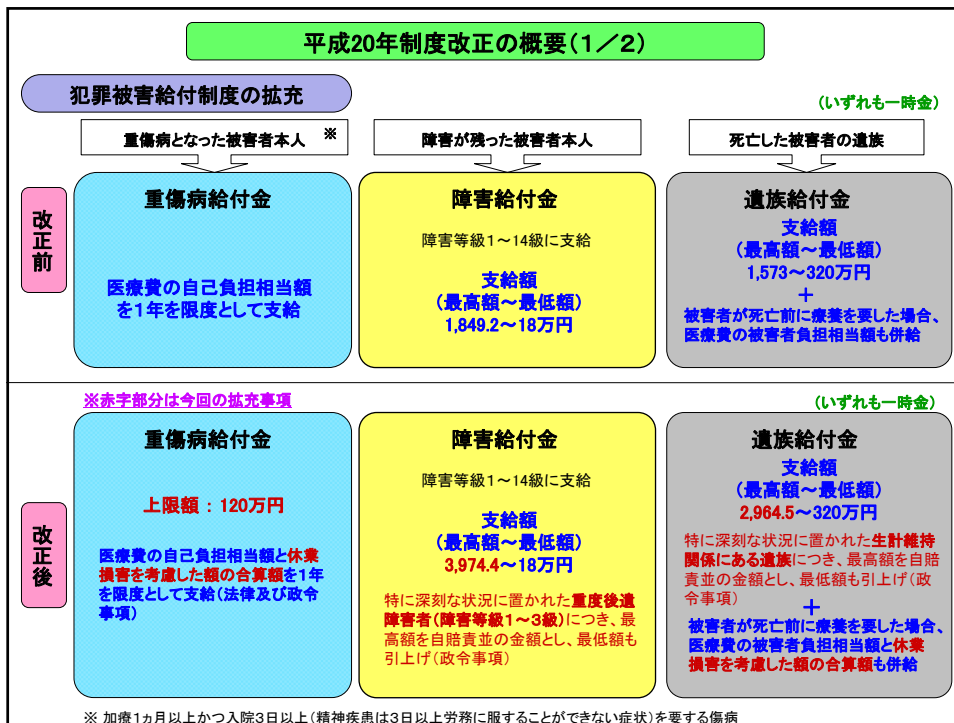 平成20年制度改正の概要（１／２）
犯罪被害給付制度の拡充
（いずれも一時金）
重傷病となった被害者本人 ※
障害が残った被害者本人
死亡した被害者の遺族
改正前
重傷病給付金
医療費の自己負担相当額
を１年を限度として支給
障害給付金
障害等級１～14級に支給
支給額
（最高額～最低額）
1,849.2～18万円
遺族給付金
支給額
（最高額～最低額）
1,573～320万円
＋
被害者が死亡前に療養を要した場合、
医療費の被害者負担相当額も併給
※赤字部分は今回の拡充事項
（いずれも一時金）
改正後
重傷病給付金
上限額 ： 120万円
医療費の自己負担相当額と休業
損害を考慮した額の合算額を１年
を限度として支給（法律及び政令
事項）
障害給付金
障害等級１～14級に支給
支給額
（最高額～最低額）
3,974.4～18万円
特に深刻な状況に置かれた重度後遺
障害者（障害等級１～３級）につき、最
高額を自賠責並の金額とし、最低額も
引上げ（政令事項）
遺族給付金
支給額
（最高額～最低額）
2,964.5～320万円
特に深刻な状況に置かれた生計維持
関係にある遺族につき、最高額を自賠
責並の金額とし、最低額も引上げ（政
令事項）
＋
被害者が死亡前に療養を要した場合、
医療費の被害者負担相当額と休業
損害を考慮した額の合算額も併給
※ 加療１ヵ月以上かつ入院３日以上（精神疾患は３日以上労務に服することができない症状）を要する傷病